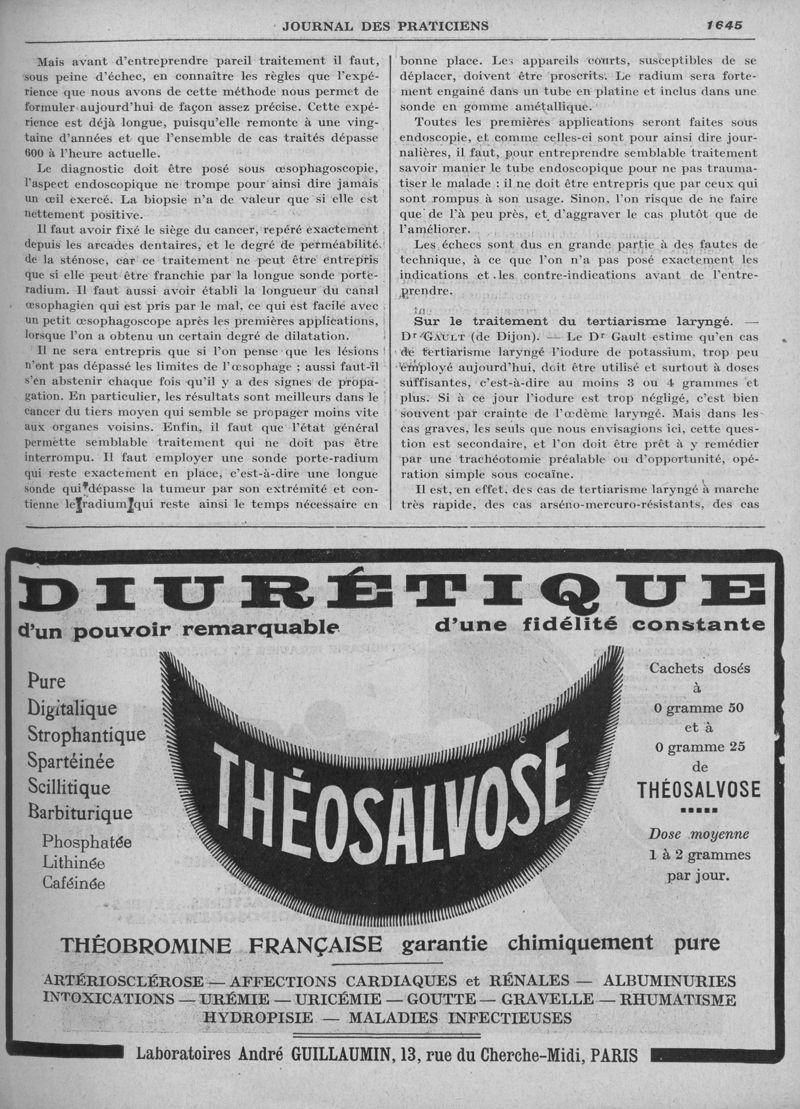 JOURNAL DES PRATICIENS 1645
Mais avant d'entreprendre pareil traitement il faut,
sous peine d'échec, en connaître les règles que l'expé-
rience que nous avons de cette méthode nous permet de
formuler aujourd'hui de façon assez précise. Cette expé-
rience est déjà longue, puisqu'elle remonte à une ving-
taine d'années et que l'ensemble de cas traités dépasse
600 à l'heure actuelle.
Le diagnostic doit être posé sous œsophagoscopie,
l'aspect endoscopique ne trompe pour ainsi dire jamais
un œil exercé. La biopsie n'a de valeur que si elle est
nettement positive.
Il faut avoir fixé le siège du cancer, repéré exactement
depuis les arcades dentaires, et le degré de perméabilité
de la sténose, car ce traitement ne peut être entrepris
que si elle peut être franchie par la longue sonde porte-
radium. Il faut aussi avoir établi la longueur du canal
œsophagien qui est pris par le mal, ce qui est facile avec
un petit œsophagoscope après les premières applications,
lorsque l'on a obtenu un certain degré de dilatation.
Il ne sera entrepris que si l'on pense que les lésions
n'ont pas dépassé les limites de l'œsophage ; aussi faut-il
s'en abstenir chaque fois qu'il y a des signes de propa-
gation. En particulier, les résultats sont meilleurs dans le
cancer du tiers moyen qui semble se propager moins vite
aux organes voisins. Enfin, il faut que l'état général
permette semblable traitement qui ne doit pas être
interrompu. Il faut employer une sonde porte-radium
qui reste exactement en place, c'est-à-dire une longue
sonde qui dépasse la tumeur par son extrémité et con-
tienne le radium qui reste ainsi le temps nécessaire en
bonne place. Les appareils courts, susceptibles de se
déplacer, doivent être proscrits. Le radium sera forte-
ment engainé dans un tube en platine et inclus dans une
sonde en gomme amétallique.
Toutes les premières applications seront faites sous
endoscopie, et comme celles-ci sont pour ainsi dire jour-
nalières, il faut, pour entreprendre semblable traitement
savoir manier le tube endoscopique pour ne pas trauma-
tiser le malade : il ne doit être entrepris que par ceux qui
sont rompus à son usage. Sinon, l'on risque de ne faire
que de l'à peu près, et d'aggraver le cas plutôt que de
l'améliorer.
Les échecs sont dus en grande partie à des fautes de
technique, à ce que l'on n'a pas posé exactement les
indications et les contre-indications avant de l'entre-
prendre.
Sur le traitement du tertiarisme laryngé. —
Dr GAULT (de Dijon). — Le Dr Gault estime qu'en cas
de tertiarisme laryngé l'iodure de potassium, trop peu
employé aujourd'hui, doit être utilisé et surtout à doses
suffisantes, c'est-à-dire au moins 3 ou 4 grammes et
plus. Si à ce jour l'iodure est trop négligé, c'est bien
souvent par crainte de l'œdème laryngé. Mais dans les
cas graves, les seuls que nous envisagions ici, cette ques-
tion est secondaire, et l'on doit être prêt à y remédier
par une trachéotomie préalable ou d'opportunité, opé-
ration simple sous cocaïne.
Il est, en effet, des cas de tertiarisme laryngé à marche
très rapide, des cas arséno-mercuro-résistants, des cas
DIURÉTIQUE
d'un pouvoir remarquable d'une fidélité constante
Pure
Digitalique
Strophantique
Spartéinée
Scillitique
Barbiturique
Phosphatée
Lithinée
Caféinée
THÉOSALVOSE
Cachets dosés
à
0 gramme 50
et à
0 gramme 25
de
THÉOSALVOSE
Dose moyenne
1 à 2 grammes
par jour.
THÉOBROMINE FRANÇAISE garantie chimiquement pure
ARTÉRIOSCLÉROSE — AFFECTIONS CARDIAQUES et RÉNALES — ALBUMINURIES
INTOXICATIONS — URÉMIE — URICÉMIE — GOUTTE — GRAVELLE — RHUMATISME
HYDROPISIE — MALADIES INFECTIEUSES
Laboratoires André GUILLAUMIN, 13, rue du Cherche-Midi, PARIS